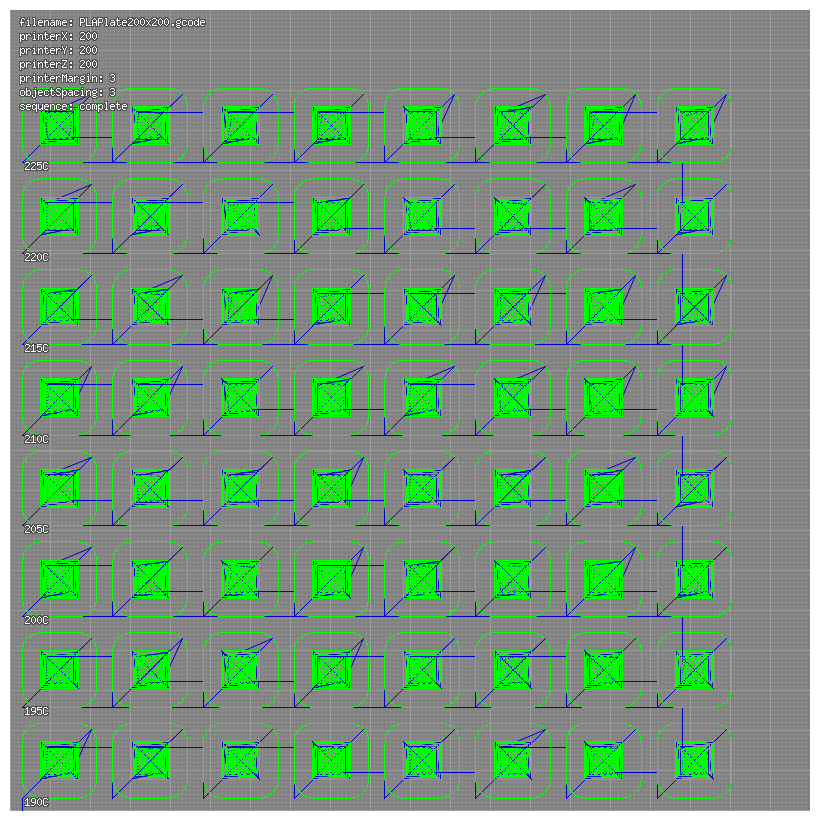 filename: PLAPlate200x200.gcode
printerX: 200
printerY: 200
printerZ: 200
printerMargin: 3
objectSpacing: 3
sequence: complete
225C
220C
215C
210C
205C
200C
195C
190C